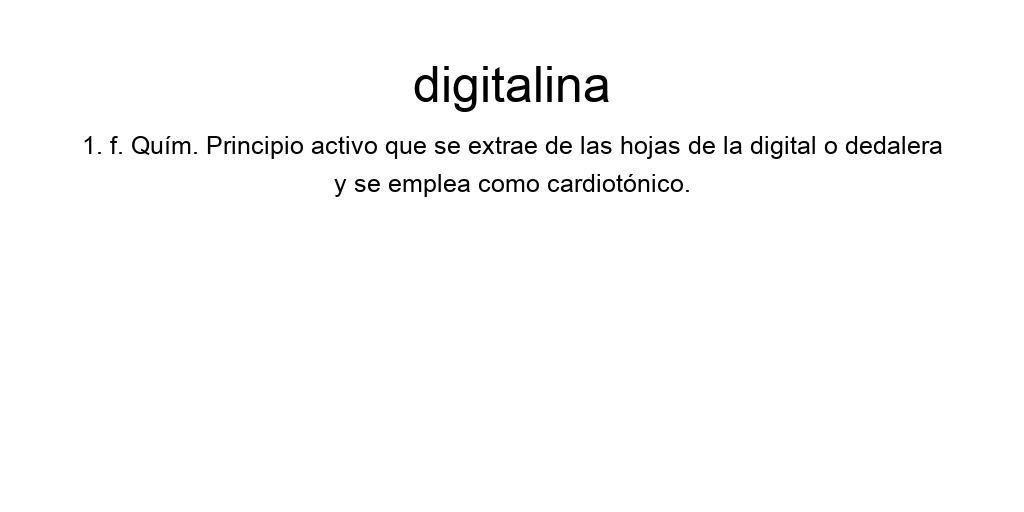 digitalina
1. f. Quím. Principio activo que se extrae de las hojas de la digital o dedalera
y se emplea como cardiotónico.